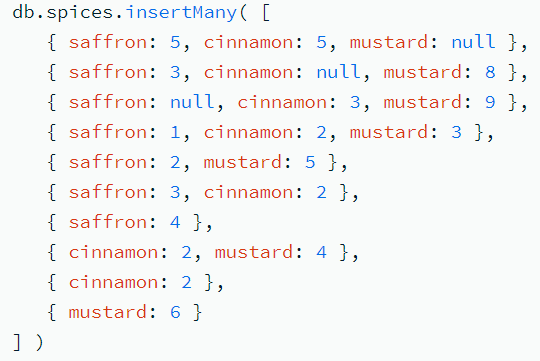 db.spices.insertMany( [
   { saffron: 5, cinnamon: 5, mustard: null },
   { saffron: 3, cinnamon: null, mustard: 8 },
   { saffron: null, cinnamon: 3, mustard: 9 },
   { saffron: 1, cinnamon: 2, mustard: 3 },
   { saffron: 2, mustard: 5 },
   { saffron: 3, cinnamon: 2 },
   { saffron: 4 },
   { cinnamon: 2, mustard: 4 },
   { cinnamon: 2 },
   { mustard: 6 }
] )